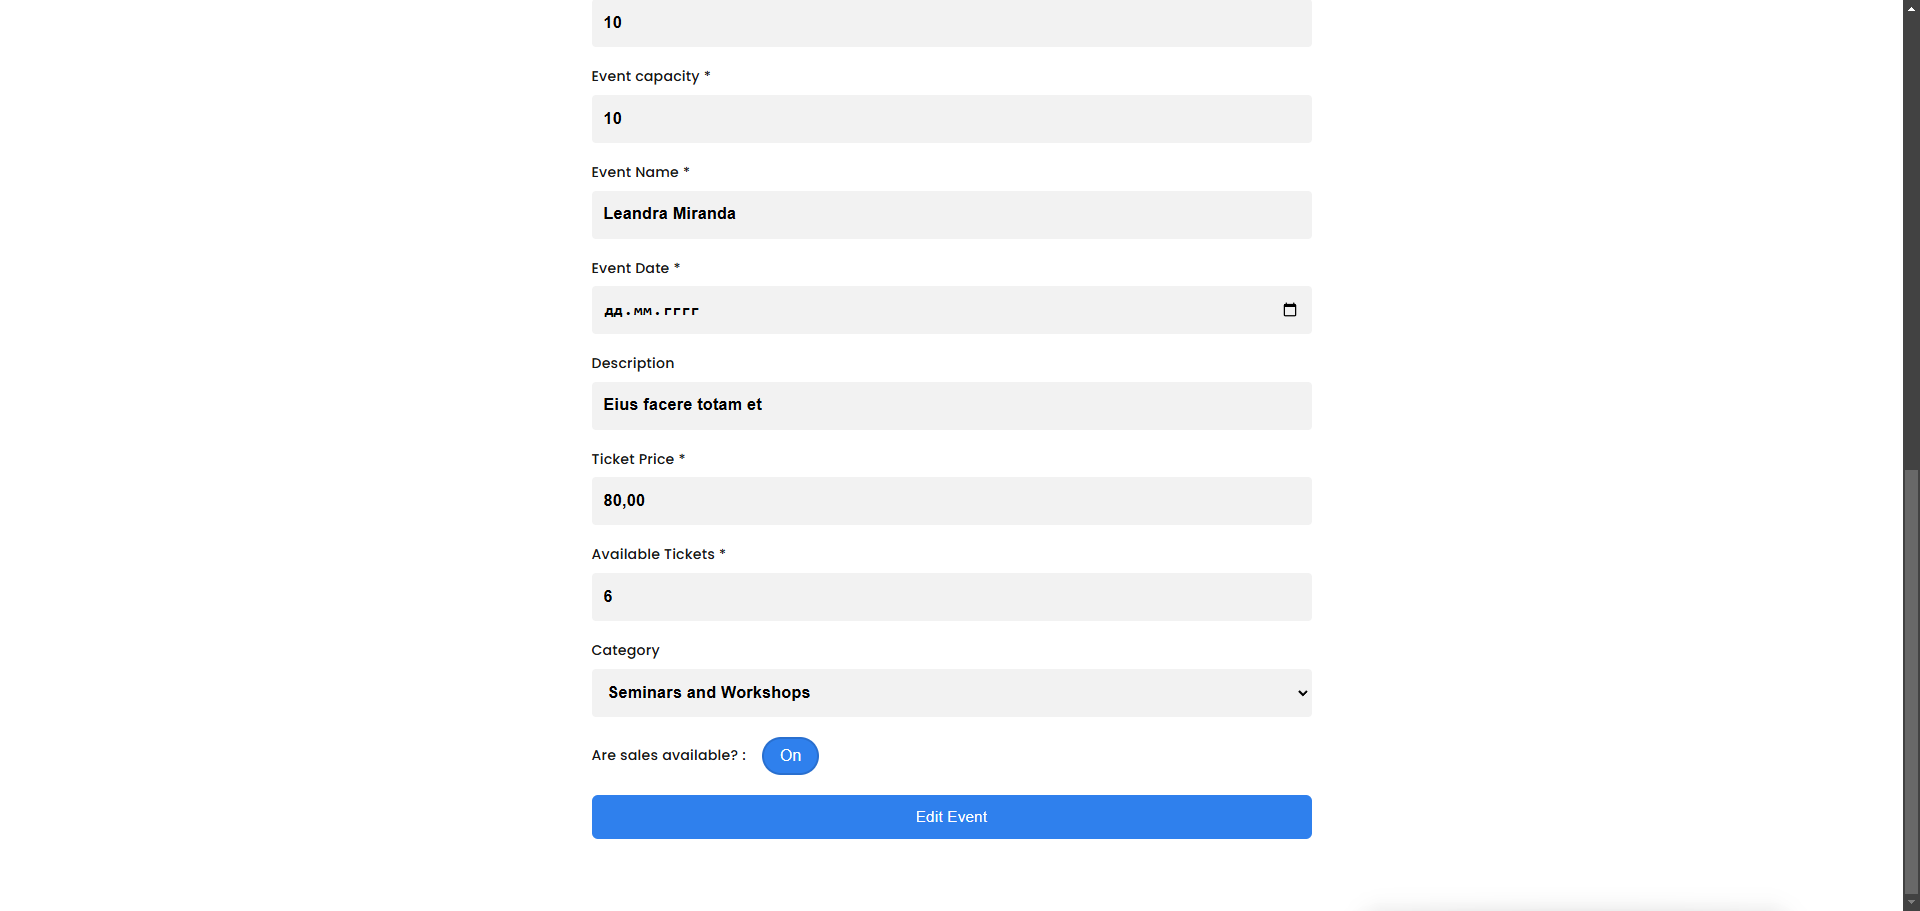 10
Event capacity *
10
Event Name *
Leandra Miranda
Event Date *
дд.мм.гггг
Description
Eius facere totam et
Ticket Price *
80,00
Available Tickets *
6
Category
Seminars and Workshops
Are sales available? :
On
Edit Event